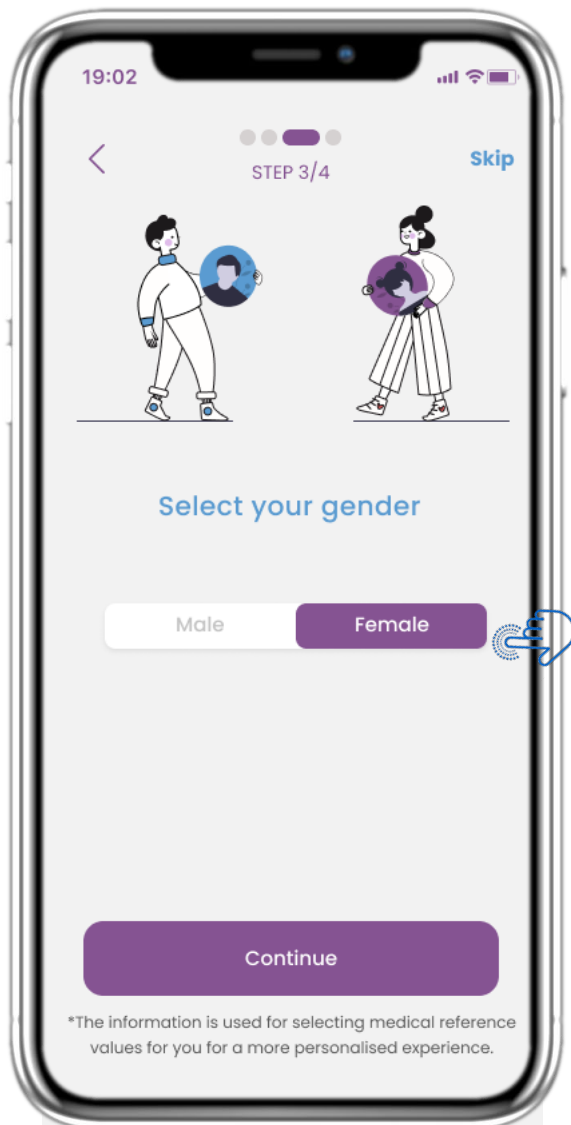 19:02
Skip
STEP 3/4
Select your gender
Male Female
Continue
*The information is used for selecting medical reference
values for you for a more personalised experience.